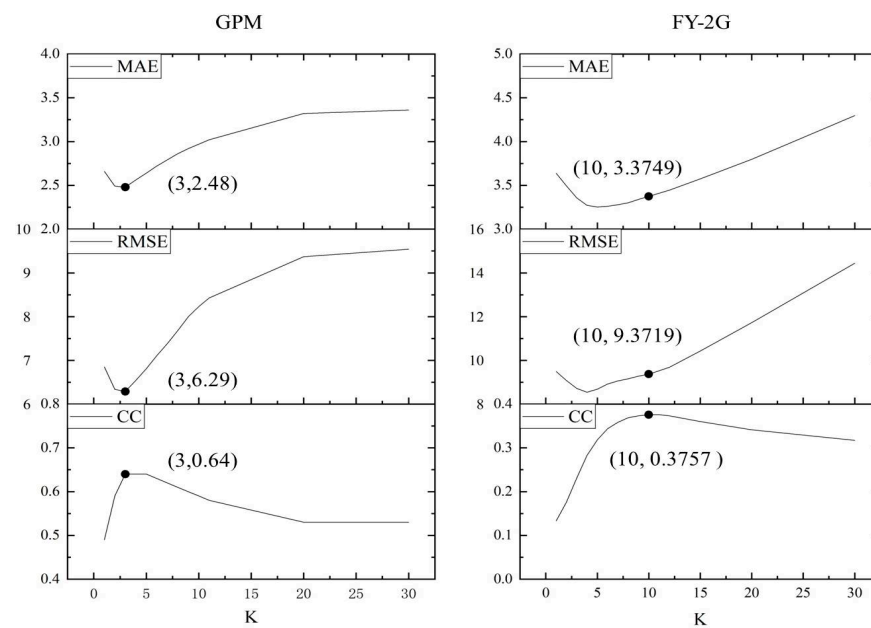 GPM
4.0
MAE
3.5
3.0
2.5
(3,2.48)
2.0
10
RMSE
9
8
7
(3,6.29)
6
0.8
CC
0.7
(3,0.64)
0.6
0.5
0.4
0 5 10 15 20 25 30
K
FY-2G
5.0
MAE
4.5
4.0
(10, 3.3749)
3.5
3.0
16
RMSE
14
12
(10, 9.3719)
10
8
0.4
CC
0.3
(10, 0.3757 )
0.2
0.1
0.0
0 5 10 15 20 25 30
K